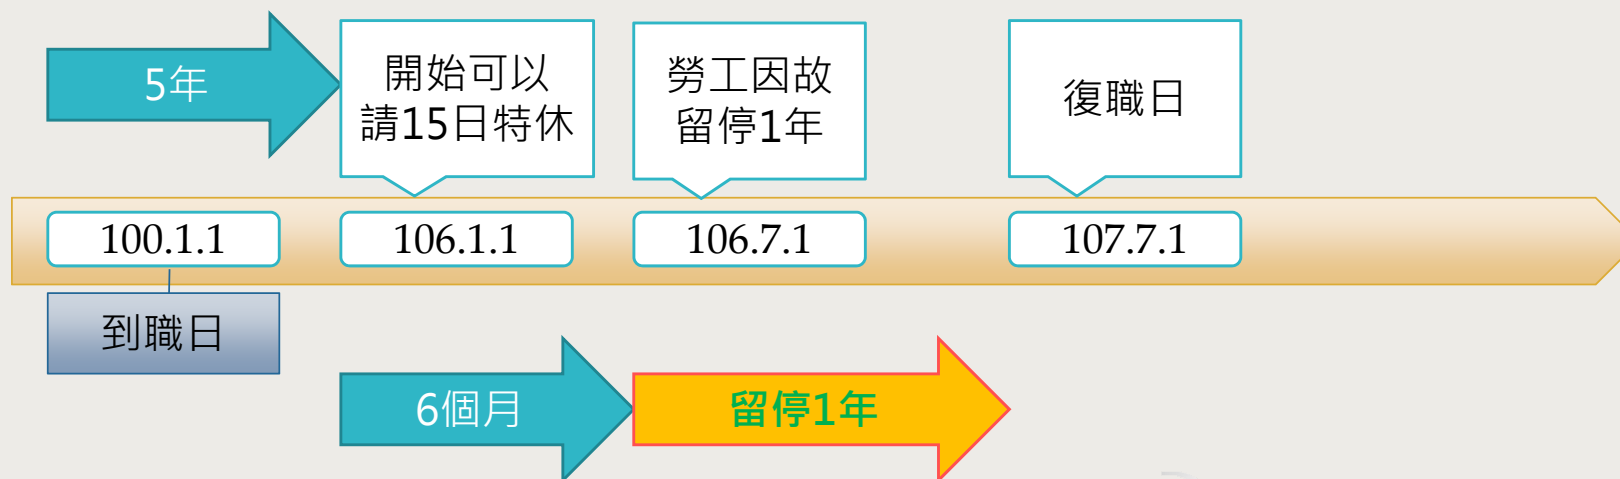 5年
開始可以
請15日特休
勞工因故
留停1年
復職日
100.1.1
106.1.1
106.7.1
107.7.1
到職日
6個月
留停1年